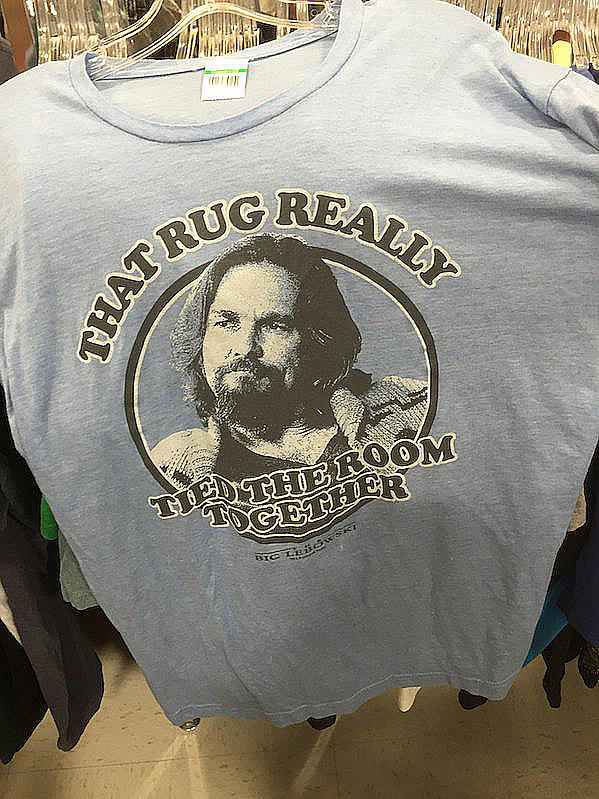 THAT RUG REALLY
TIED THE ROOM
TOGETHER
BIG LEBOWSKI